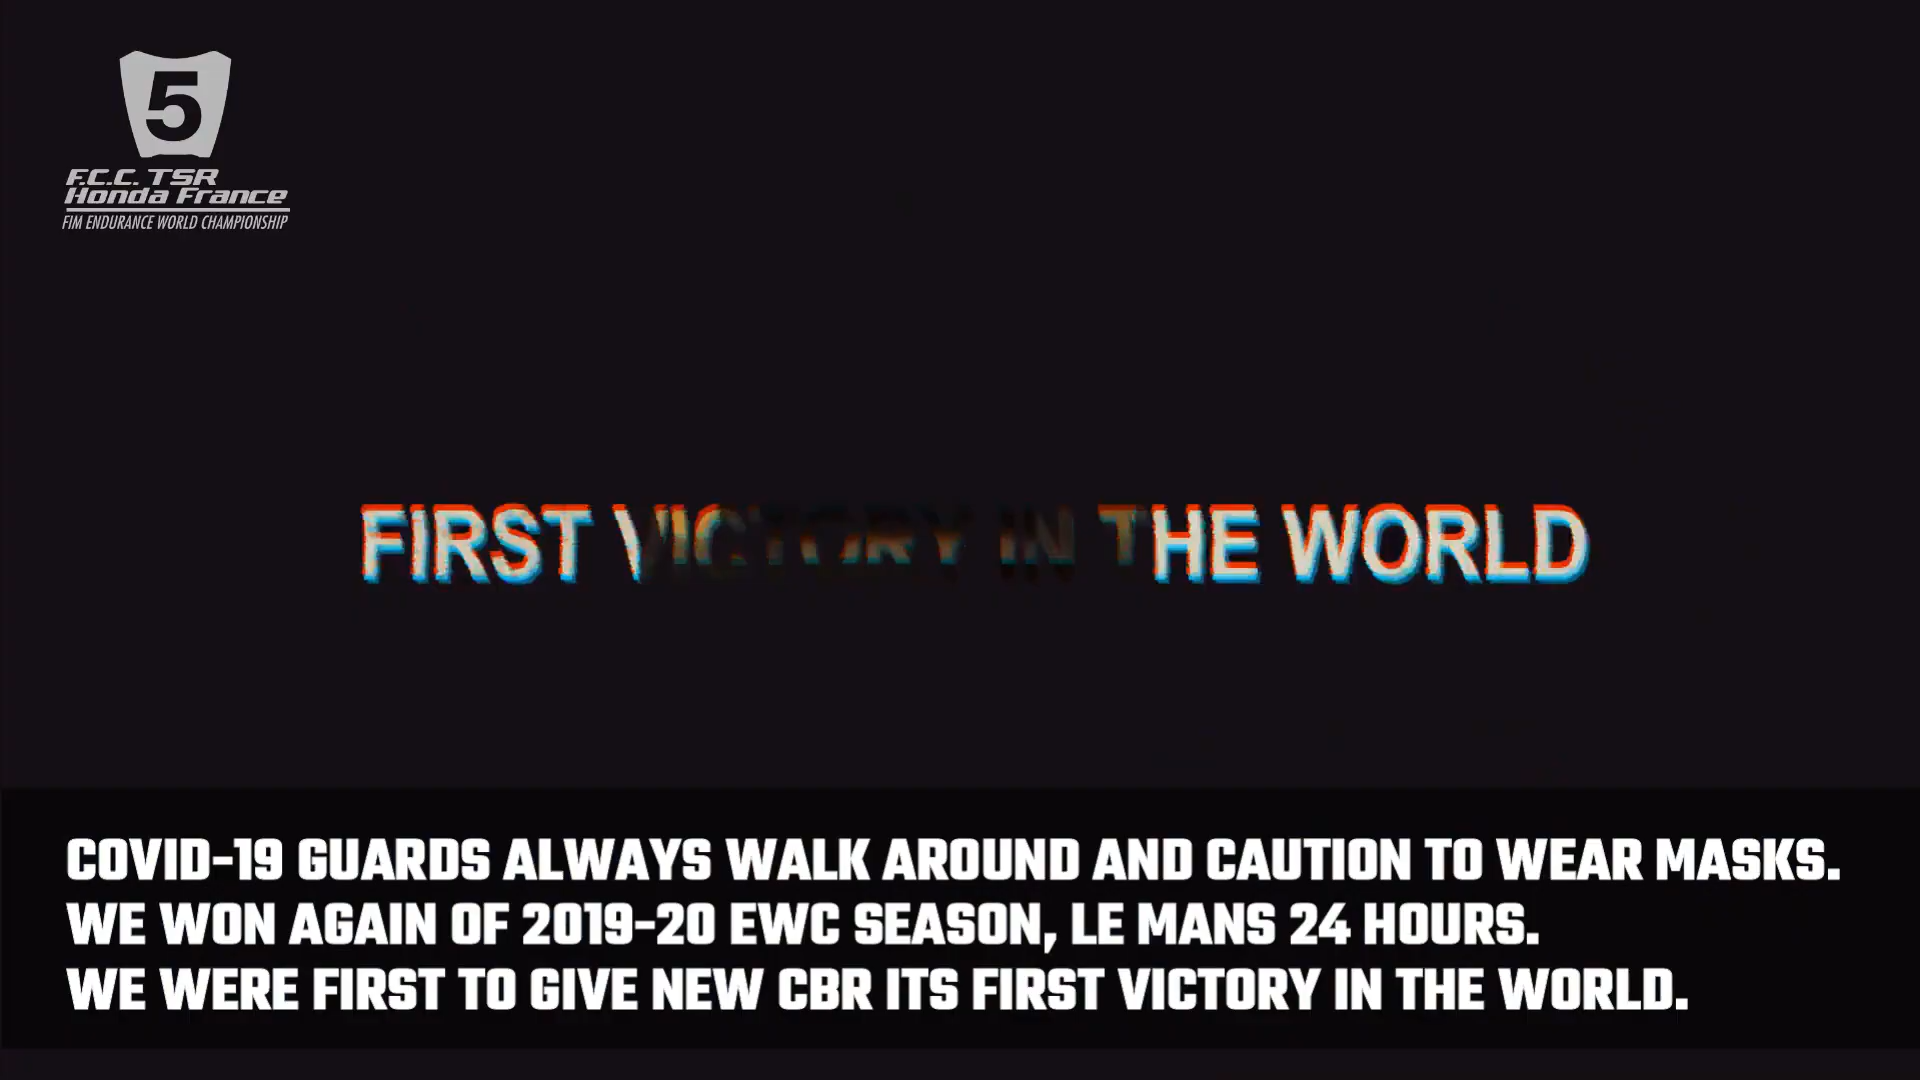 5
F.C.C. TSR
Honda France
FIM ENDURANCE WORLD CHAMPIONSHIP
FIRST VICTORY IN THE WORLD
COVID-19 GUARDS ALWAYS WALK AROUND AND CAUTION TO WEAR MASKS.
WE WON AGAIN OF 2019-20 EWC SEASON, LE MANS 24 HOURS.
WE WERE FIRST TO GIVE NEW CBR ITS FIRST VICTORY IN THE WORLD.